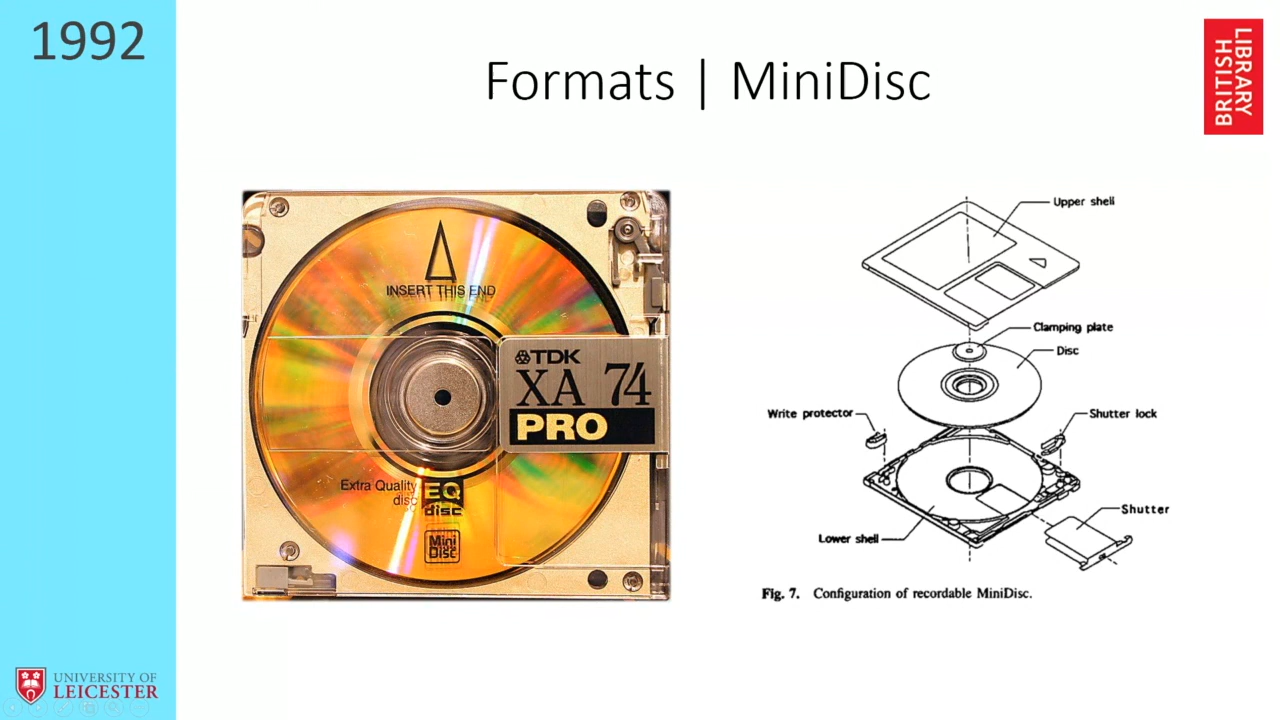 1992
Formats | MiniDisc
LIBRARY
BRITISH
INSERT THIS END
TDK
XA 74
PRO
Extra Quality
disc
EQ
disc
Mini
Disc
Upper shell
Clamping plate
Disc
Write protector
Shutter lock
Shutter
Lower shell
Fig. 7. Configuration of recordable MiniDisc.
UNIVERSITY OF
LEICESTER